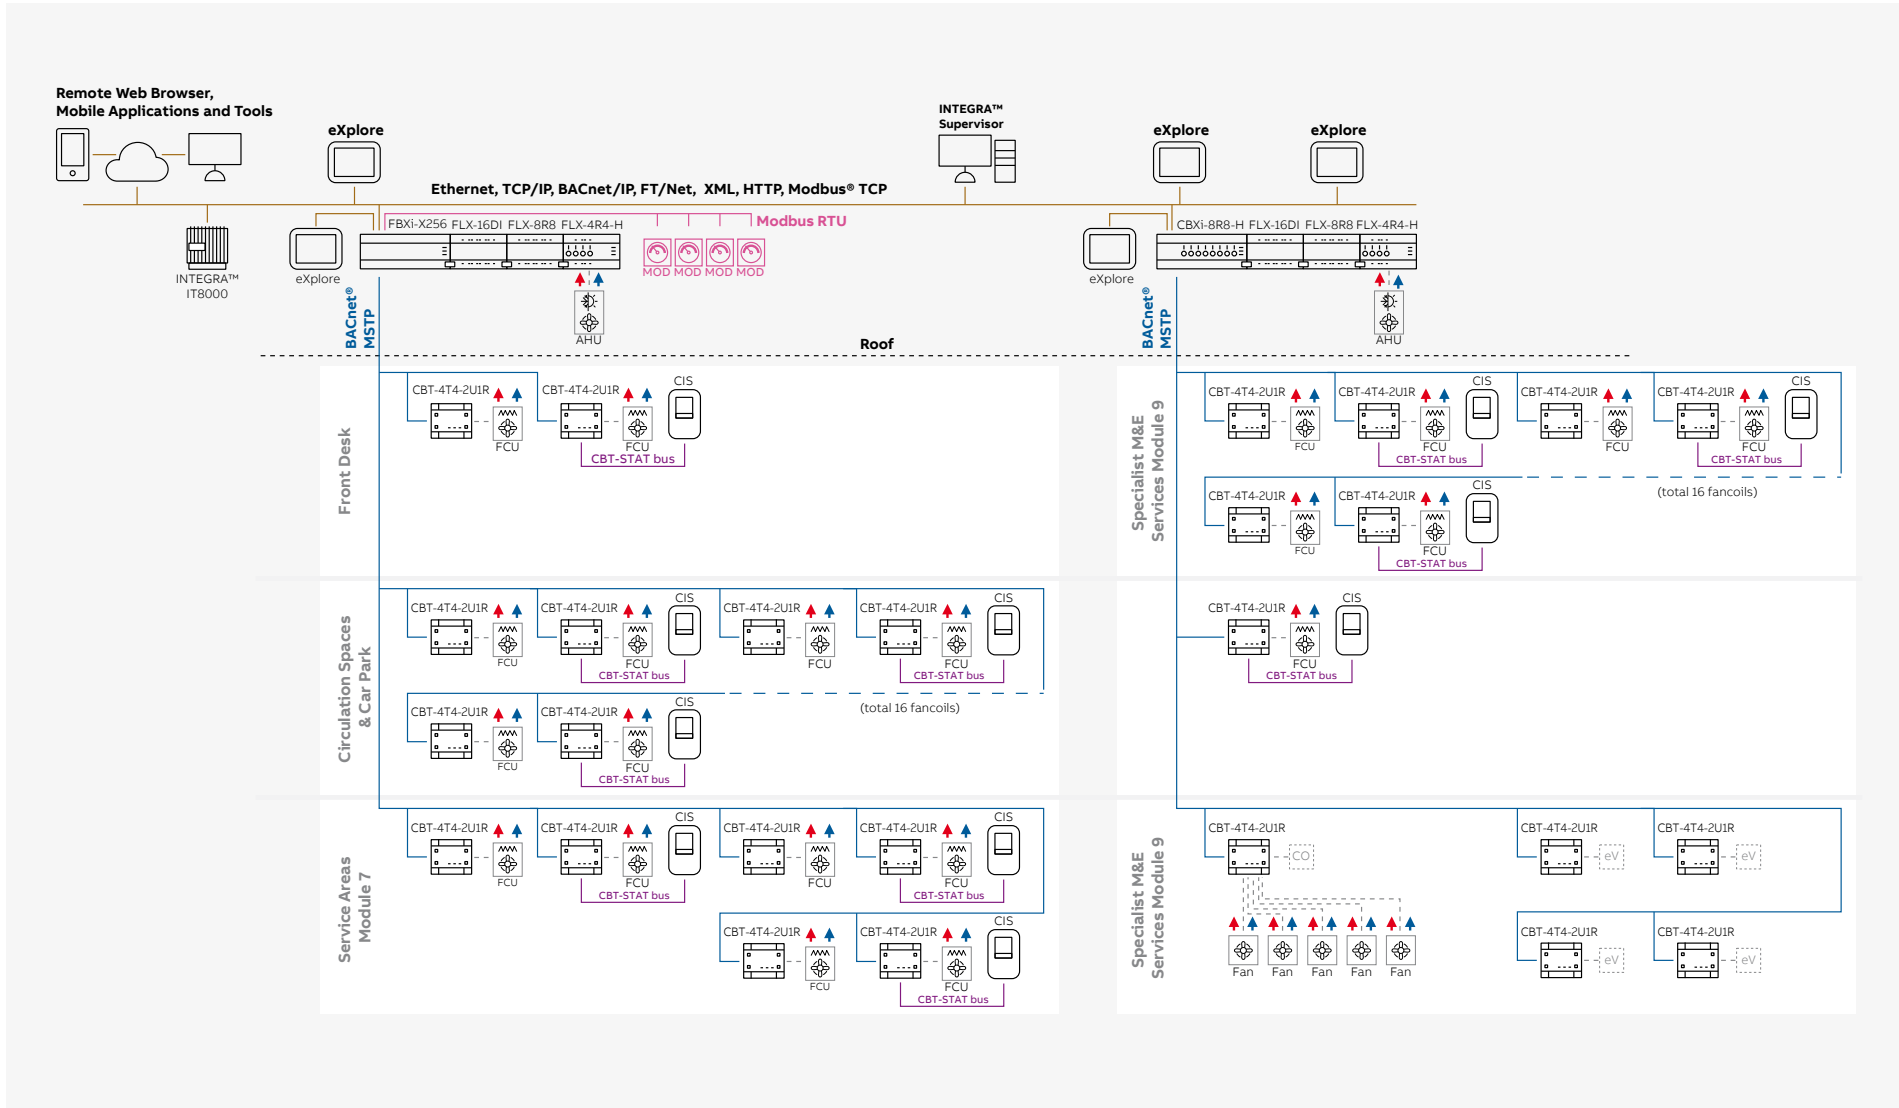 Remote Web Browser,
Mobile Applications and Tools
eXplore
INTEGRA™
Supervisor
eXplore
eXplore
Ethernet, TCP/IP, BACnet/IP, FT/Net, XML, HTTP, Modbus® TCP
INTEGRA™
IT8000
eXplore
FBXi-X256 FLX-16DI FLX-8R8 FLX-4R4-H
Modbus RTU
MOD MOD MOD MOD
AHU
BACnet®
MSTP
eXplore
CBXi-8R8-H FLX-16DI FLX-8R8 FLX-4R4-H
AHU
BACnet®
MSTP
Roof
Front Desk
CBT-4T4-2U1R
FCU
CBT-4T4-2U1R
FCU
CIS
CBT-STAT bus
Circulation Spaces
& Car Park
CBT-4T4-2U1R
FCU
CBT-4T4-2U1R
FCU
CIS
CBT-STAT bus
CBT-4T4-2U1R
FCU
CBT-4T4-2U1R
FCU
CIS
CBT-STAT bus
(total 16 fancoils)
CBT-4T4-2U1R
FCU
CBT-4T4-2U1R
FCU
CIS
CBT-STAT bus
Service Areas
Module 7
CBT-4T4-2U1R
FCU
CBT-4T4-2U1R
FCU
CIS
CBT-STAT bus
CBT-4T4-2U1R
FCU
CBT-4T4-2U1R
FCU
CIS
CBT-STAT bus
CBT-4T4-2U1R
FCU
CBT-4T4-2U1R
FCU
CIS
CBT-STAT bus
Specialist M&E
Services Module 9
CBT-4T4-2U1R
FCU
CBT-4T4-2U1R
FCU
CIS
CBT-STAT bus
CBT-4T4-2U1R
FCU
CBT-4T4-2U1R
FCU
CIS
CBT-STAT bus
(total 16 fancoils)
CBT-4T4-2U1R
FCU
CBT-4T4-2U1R
FCU
CIS
CBT-STAT bus
CBT-4T4-2U1R
FCU
CIS
CBT-STAT bus
Specialist M&E
Services Module 9
CBT-4T4-2U1R
CO
Fan Fan Fan Fan Fan
CBT-4T4-2U1R
eV
CBT-4T4-2U1R
eV
CBT-4T4-2U1R
eV
CBT-4T4-2U1R
eV